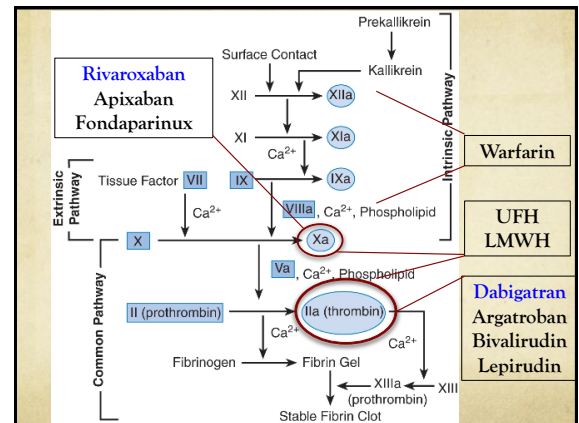 Prekallikrein
Surface Contact
Kallikrein
XII
XIIa
XI
XIa
Ca2+
IX
IXa
Intrinsic Pathway
Extrinsic Pathway
Tissue Factor VII
Ca2+
VIIIa, Ca2+, Phospholipid
X
Xa
Va, Ca2+, Phospholipid
Common Pathway
II (prothrombin)
IIa (thrombin)
Ca2+
Ca2+
Fibrinogen
Fibrin Gel
XIIIa
(prothrombin)
XIII
Stable Fibrin Clot
Rivaroxaban
Apixaban
Fondaparinux
Warfarin
UFH
LMWH
Dabigatran
Argatroban
Bivalirudin
Lepirudin